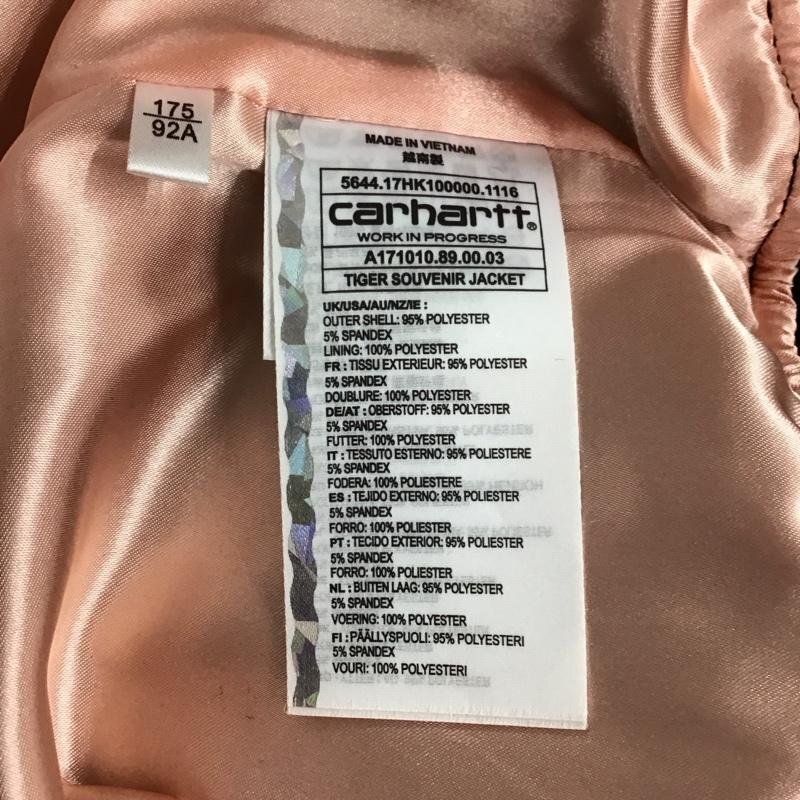 175
92A
MADE IN VIETNAM
越南製
5644.17HK100000.1116
carhartt®
WORK IN PROGRESS
A171010.89.00.03
TIGER SOUVENIR JACKET
UK/USA/AU/NZ/IE :
OUTER SHELL: 95% POLYESTER
5% SPANDEX
LINING: 100% POLYESTER
FR : TISSU EXTERIEUR: 95% POLYESTER
5% SPANDEX
DOUBLURE: 100% POLYESTER
DE/AT : OBERSTOFF: 95% POLYESTER
5% SPANDEX
FUTTER: 100% POLYESTER
IT : TESSUTO ESTERNO: 95% POLIESTERE
5% SPANDEX
FODERA: 100% POLIESTERE
ES : TEJIDO EXTERNO: 95% POLIESTER
5% SPANDEX
FORRO: 100% POLIESTER
PT : TECIDO EXTERIOR: 95% POLIESTER
5% SPANDEX
FORRO: 100% POLIESTER
NL : BUITEN LAAG: 95% POLYESTER
5% SPANDEX
VOERING: 100% POLYESTER
FI : PÄÄLLYSPUOLI: 95% POLYESTERI
5% SPANDEX
VOURI: 100% POLYESTERI